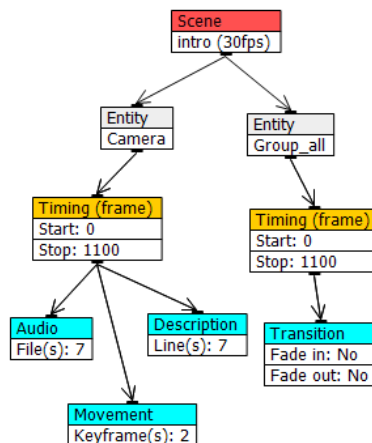 Scene
intro (30fps)
Entity
Camera
Entity
Group_all
Timing (frame)
Start: 0
Stop: 1100
Timing (frame)
Start: 0
Stop: 1100
Audio
File(s): 7
Description
Line(s): 7
Transition
Fade in: No
Fade out: No
Movement
Keyframe(s): 2